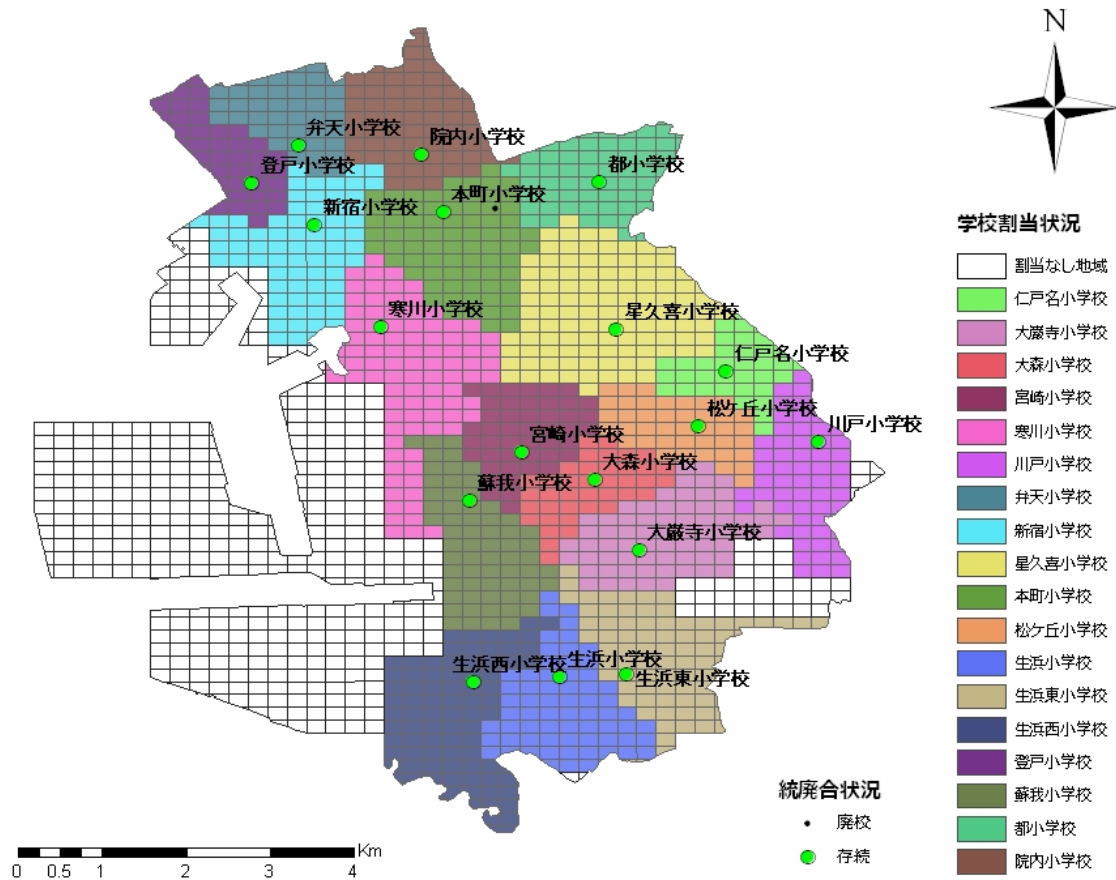 N
弁天小学校
院内小学校
都小学校
登戸小学校
本町小学校
新宿小学校
寒川小学校
星久喜小学校
仁戸名小学校
松ケ丘小学校
川戸小学校
宮崎小学校
大森小学校
蘇我小学校
大巌寺小学校
生浜西小学校
生浜小学校
生浜東小学校
学校割当状況
割当なし地域
仁戸名小学校
大巌寺小学校
大森小学校
宮崎小学校
寒川小学校
川戸小学校
弁天小学校
新宿小学校
星久喜小学校
本町小学校
松ケ丘小学校
生浜小学校
生浜東小学校
生浜西小学校
登戸小学校
蘇我小学校
都小学校
院内小学校
統廃合状況
廃校
存続
Km
0 0.5 1 2 3 4